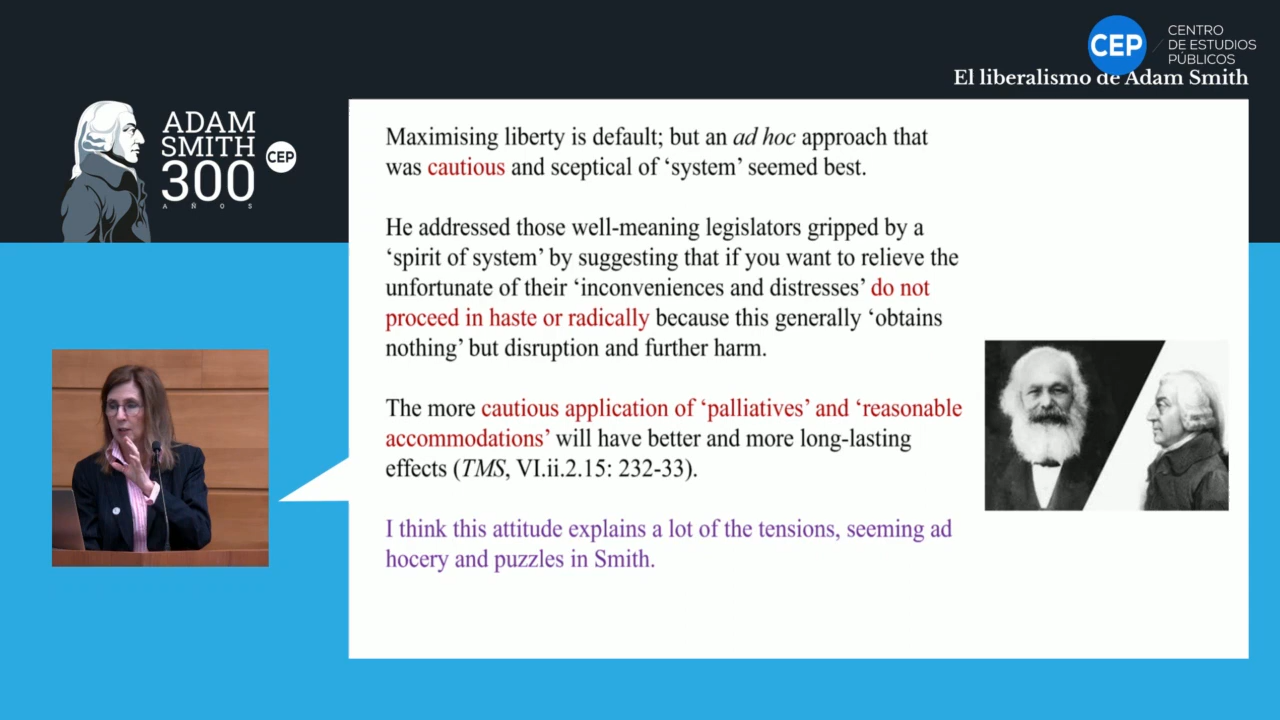 CEP
CENTRO
DE ESTUDIOS
PÚBLICOS
El liberalismo de Adam Smith
ADAM
SMITH
300
AÑOS
CEP
Maximising liberty is default; but an ad hoc approach that
was cautious and sceptical of ‘system’ seemed best.
He addressed those well-meaning legislators gripped by a
‘spirit of system’ by suggesting that if you want to relieve the
unfortunate of their ‘inconveniences and distresses’ do not
proceed in haste or radically because this generally ‘obtains
nothing’ but disruption and further harm.
The more cautious application of ‘palliatives’ and ‘reasonable
accommodations’ will have better and more long-lasting
effects (TMS, VI.ii.2.15: 232-33).
I think this attitude explains a lot of the tensions, seeming ad
hocery and puzzles in Smith.